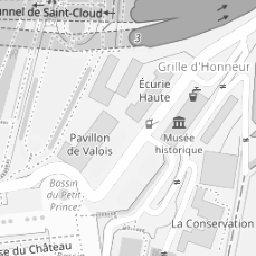 nnel de Saint-Cloud
3
Grille d'Honneur
Écurie
Haute
Pavillon
de Valois
Musée
historique
Bassin
du Petit
Prince
La Conservation
se du Château